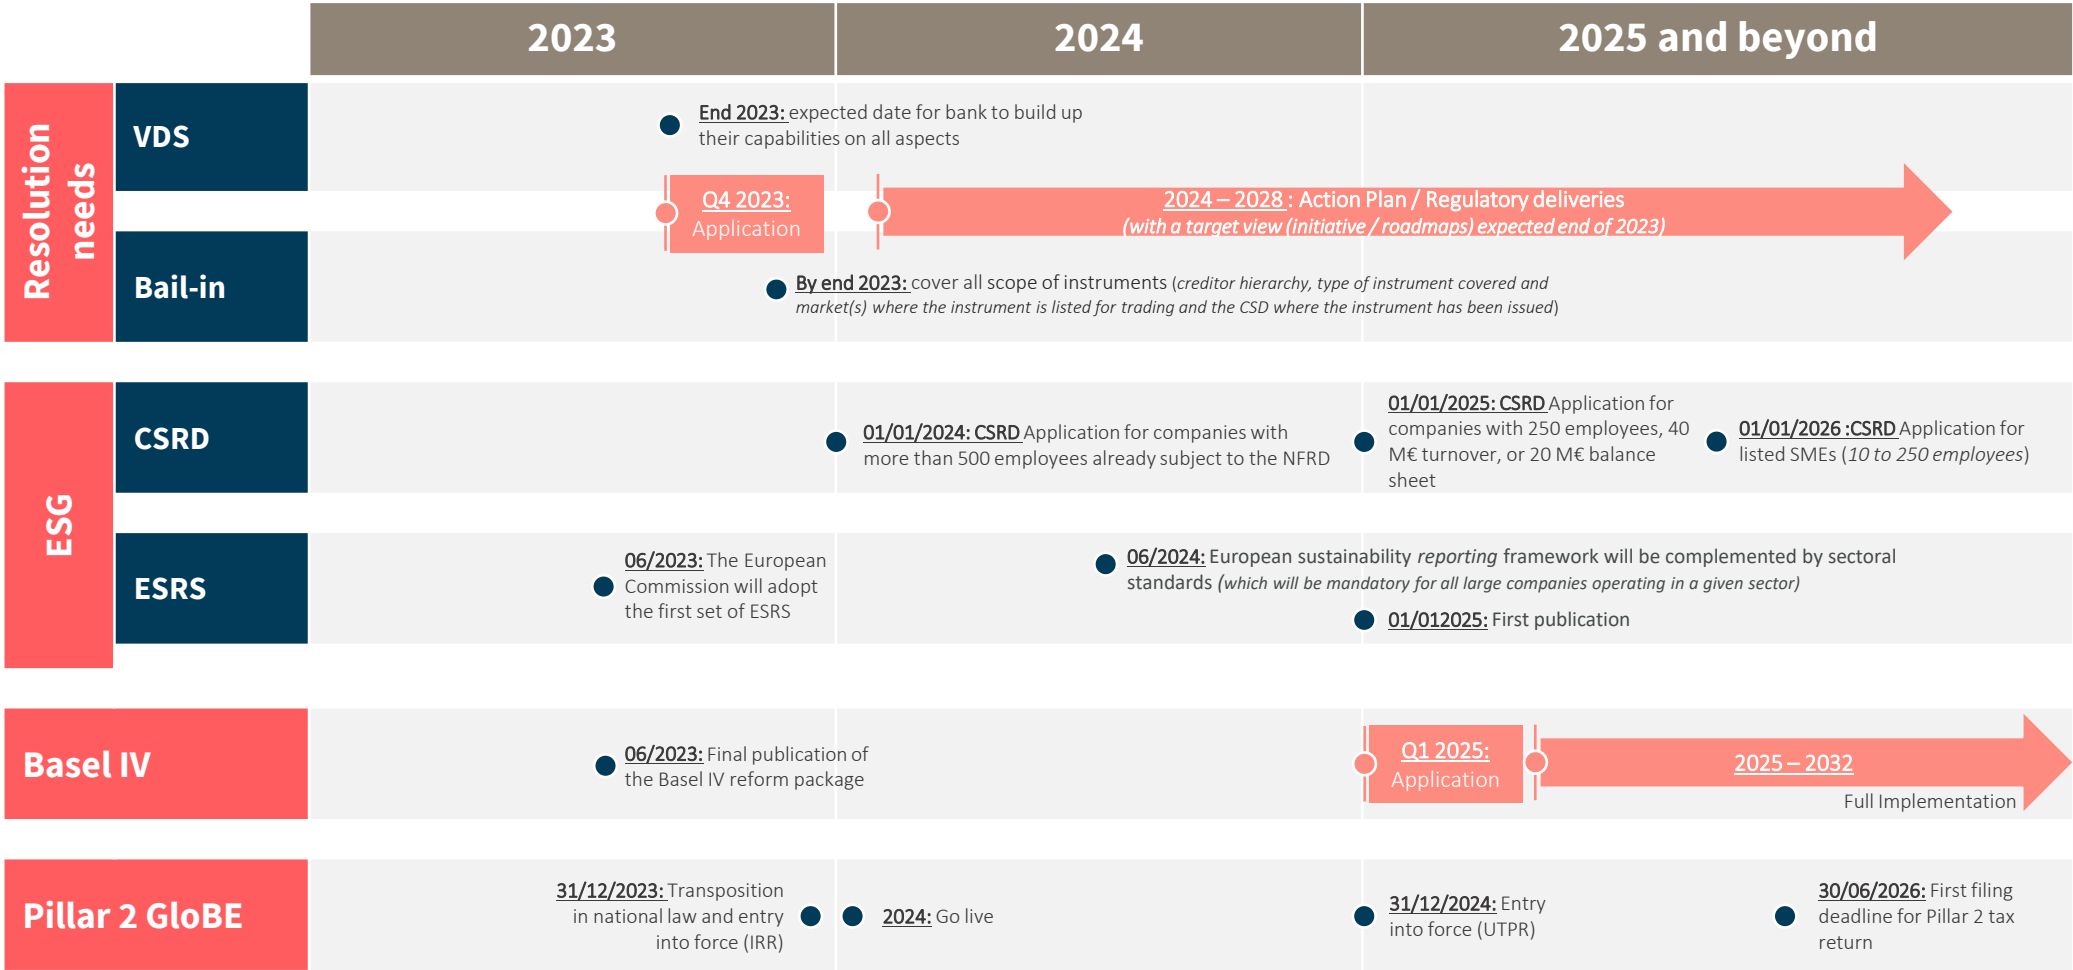 2023
2024
2025 and beyond
Resolution
needs
VDS
End 2023: expected date for bank to build up
their capabilities on all aspects
Q4 2023:
Application
2024 – 2028 : Action Plan / Regulatory deliveries
(with a target view (initiative / roadmaps) expected end of 2023)
Bail-in
By end 2023: cover all scope of instruments (creditor hierarchy, type of instrument covered and
market(s) where the instrument is listed for trading and the CSD where the instrument has been issued)
ESG
CSRD
01/01/2024: CSRD Application for companies with
more than 500 employees already subject to the NFRD
01/01/2025: CSRD Application for
companies with 250 employees, 40
M€ turnover, or 20 M€ balance
sheet
01/01/2026 :CSRD Application for
listed SMEs (10 to 250 employees)
ESRS
06/2023: The European
Commission will adopt
the first set of ESRS
06/2024: European sustainability reporting framework will be complemented by sectoral
standards (which will be mandatory for all large companies operating in a given sector)
01/012025: First publication
Basel IV
06/2023: Final publication of
the Basel IV reform package
Q1 2025:
Application
2025 – 2032
Full Implementation
Pillar 2 GloBE
31/12/2023: Transposition
in national law and entry
into force (IRR)
2024: Go live
31/12/2024: Entry
into force (UTPR)
30/06/2026: First filing
deadline for Pillar 2 tax
return